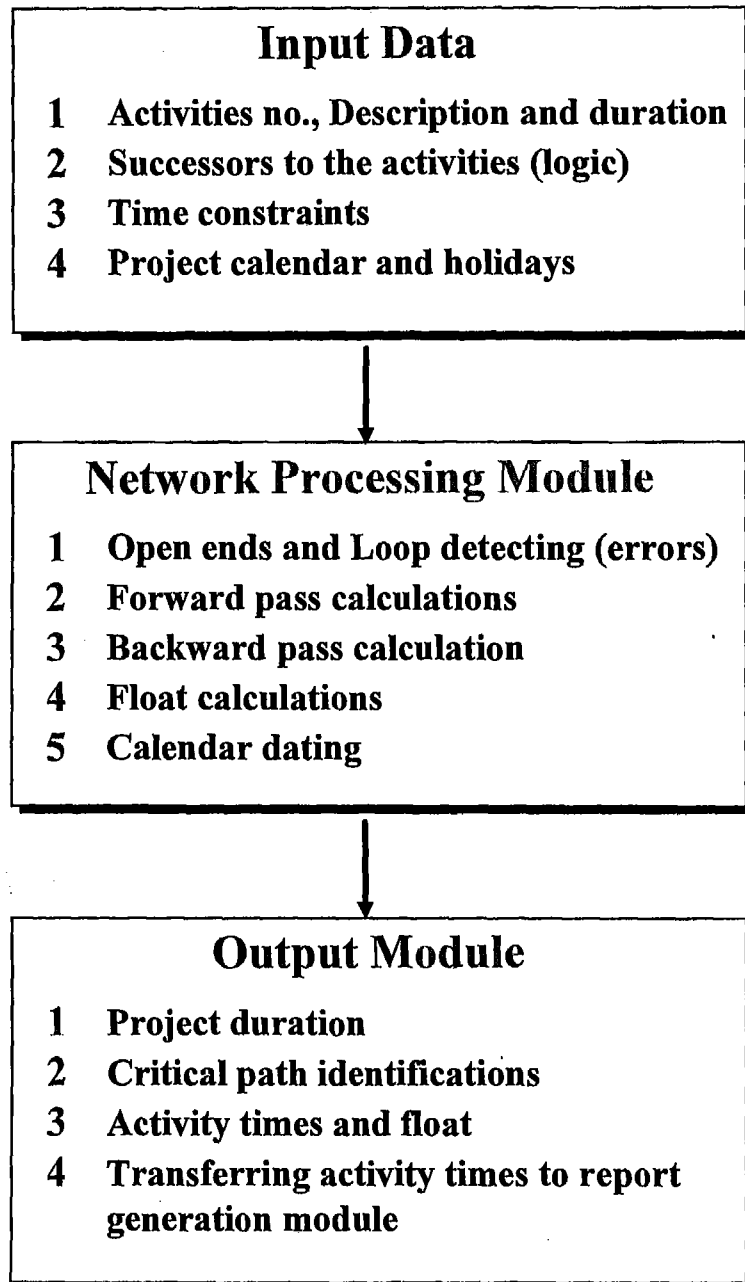 Input Data
1 Activities no., Description and duration
2 Successors to the activities (logic)
3 Time constraints
4 Project calendar and holidays
Network Processing Module
1 Open ends and Loop detecting (errors)
2 Forward pass calculations
3 Backward pass calculation
4 Float calculations
5 Calendar dating
Output Module
1 Project duration
2 Critical path identifications
3 Activity times and float
4 Transferring activity times to report
generation module